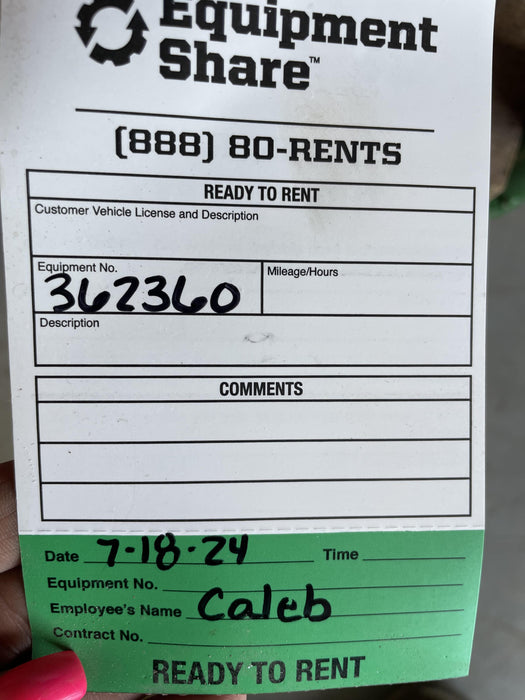 Equipment
Share™
(888) 80-RENTS
READY TO RENT
Customer Vehicle License and Description
Equipment No.
Mileage/Hours
362360
Description
COMMENTS
Date 7-18-24 Time
Equipment No.
Employee's Name Caleb
Contract No.
READY TO RENT